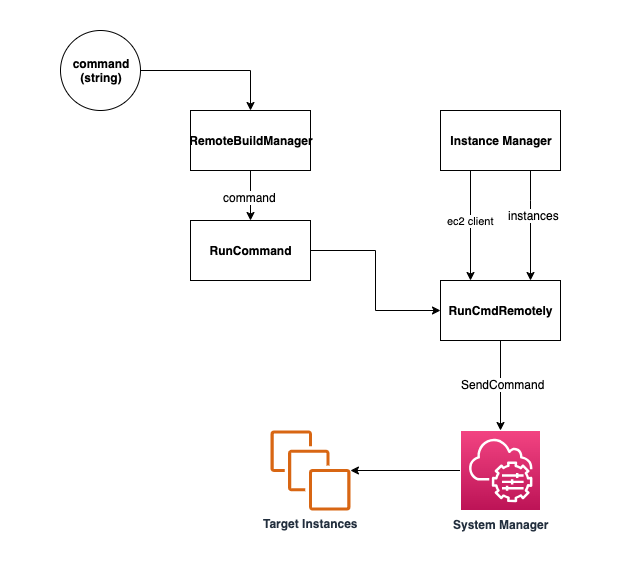 command
(string)
RemoteBuildManager
Instance Manager
command
ec2 client
instances
RunCommand
RunCmdRemotely
SendCommand
Target Instances
System Manager